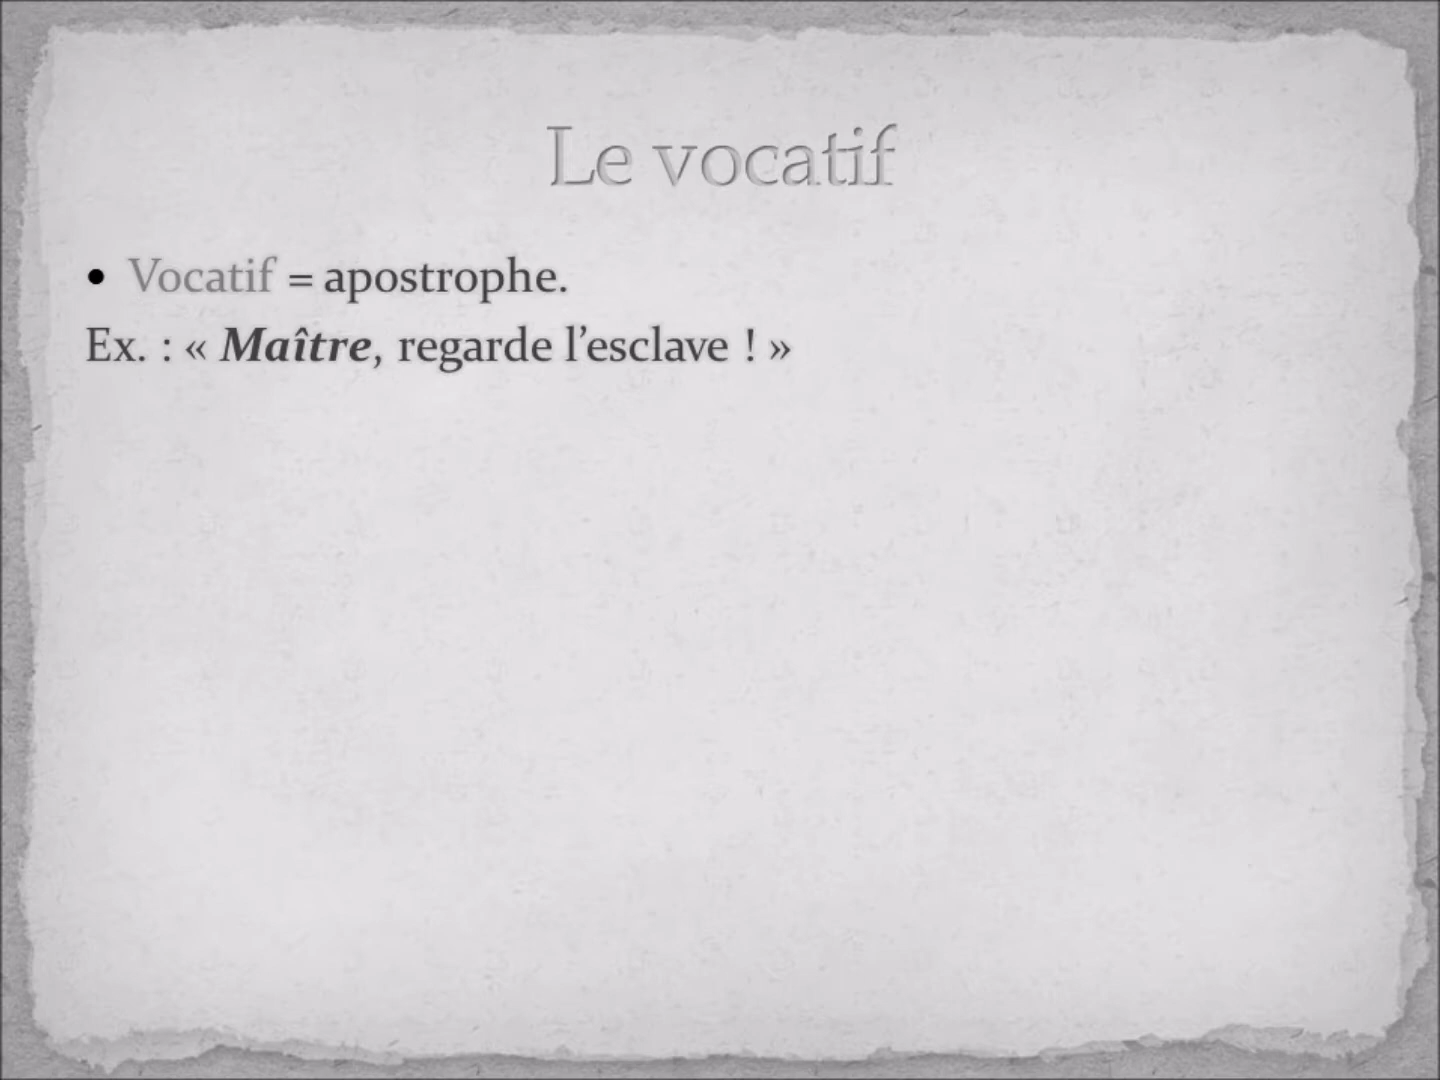 Le vocatif
• Vocatif = apostrophe.
Ex. : « Maître, regarde l’esclave ! »